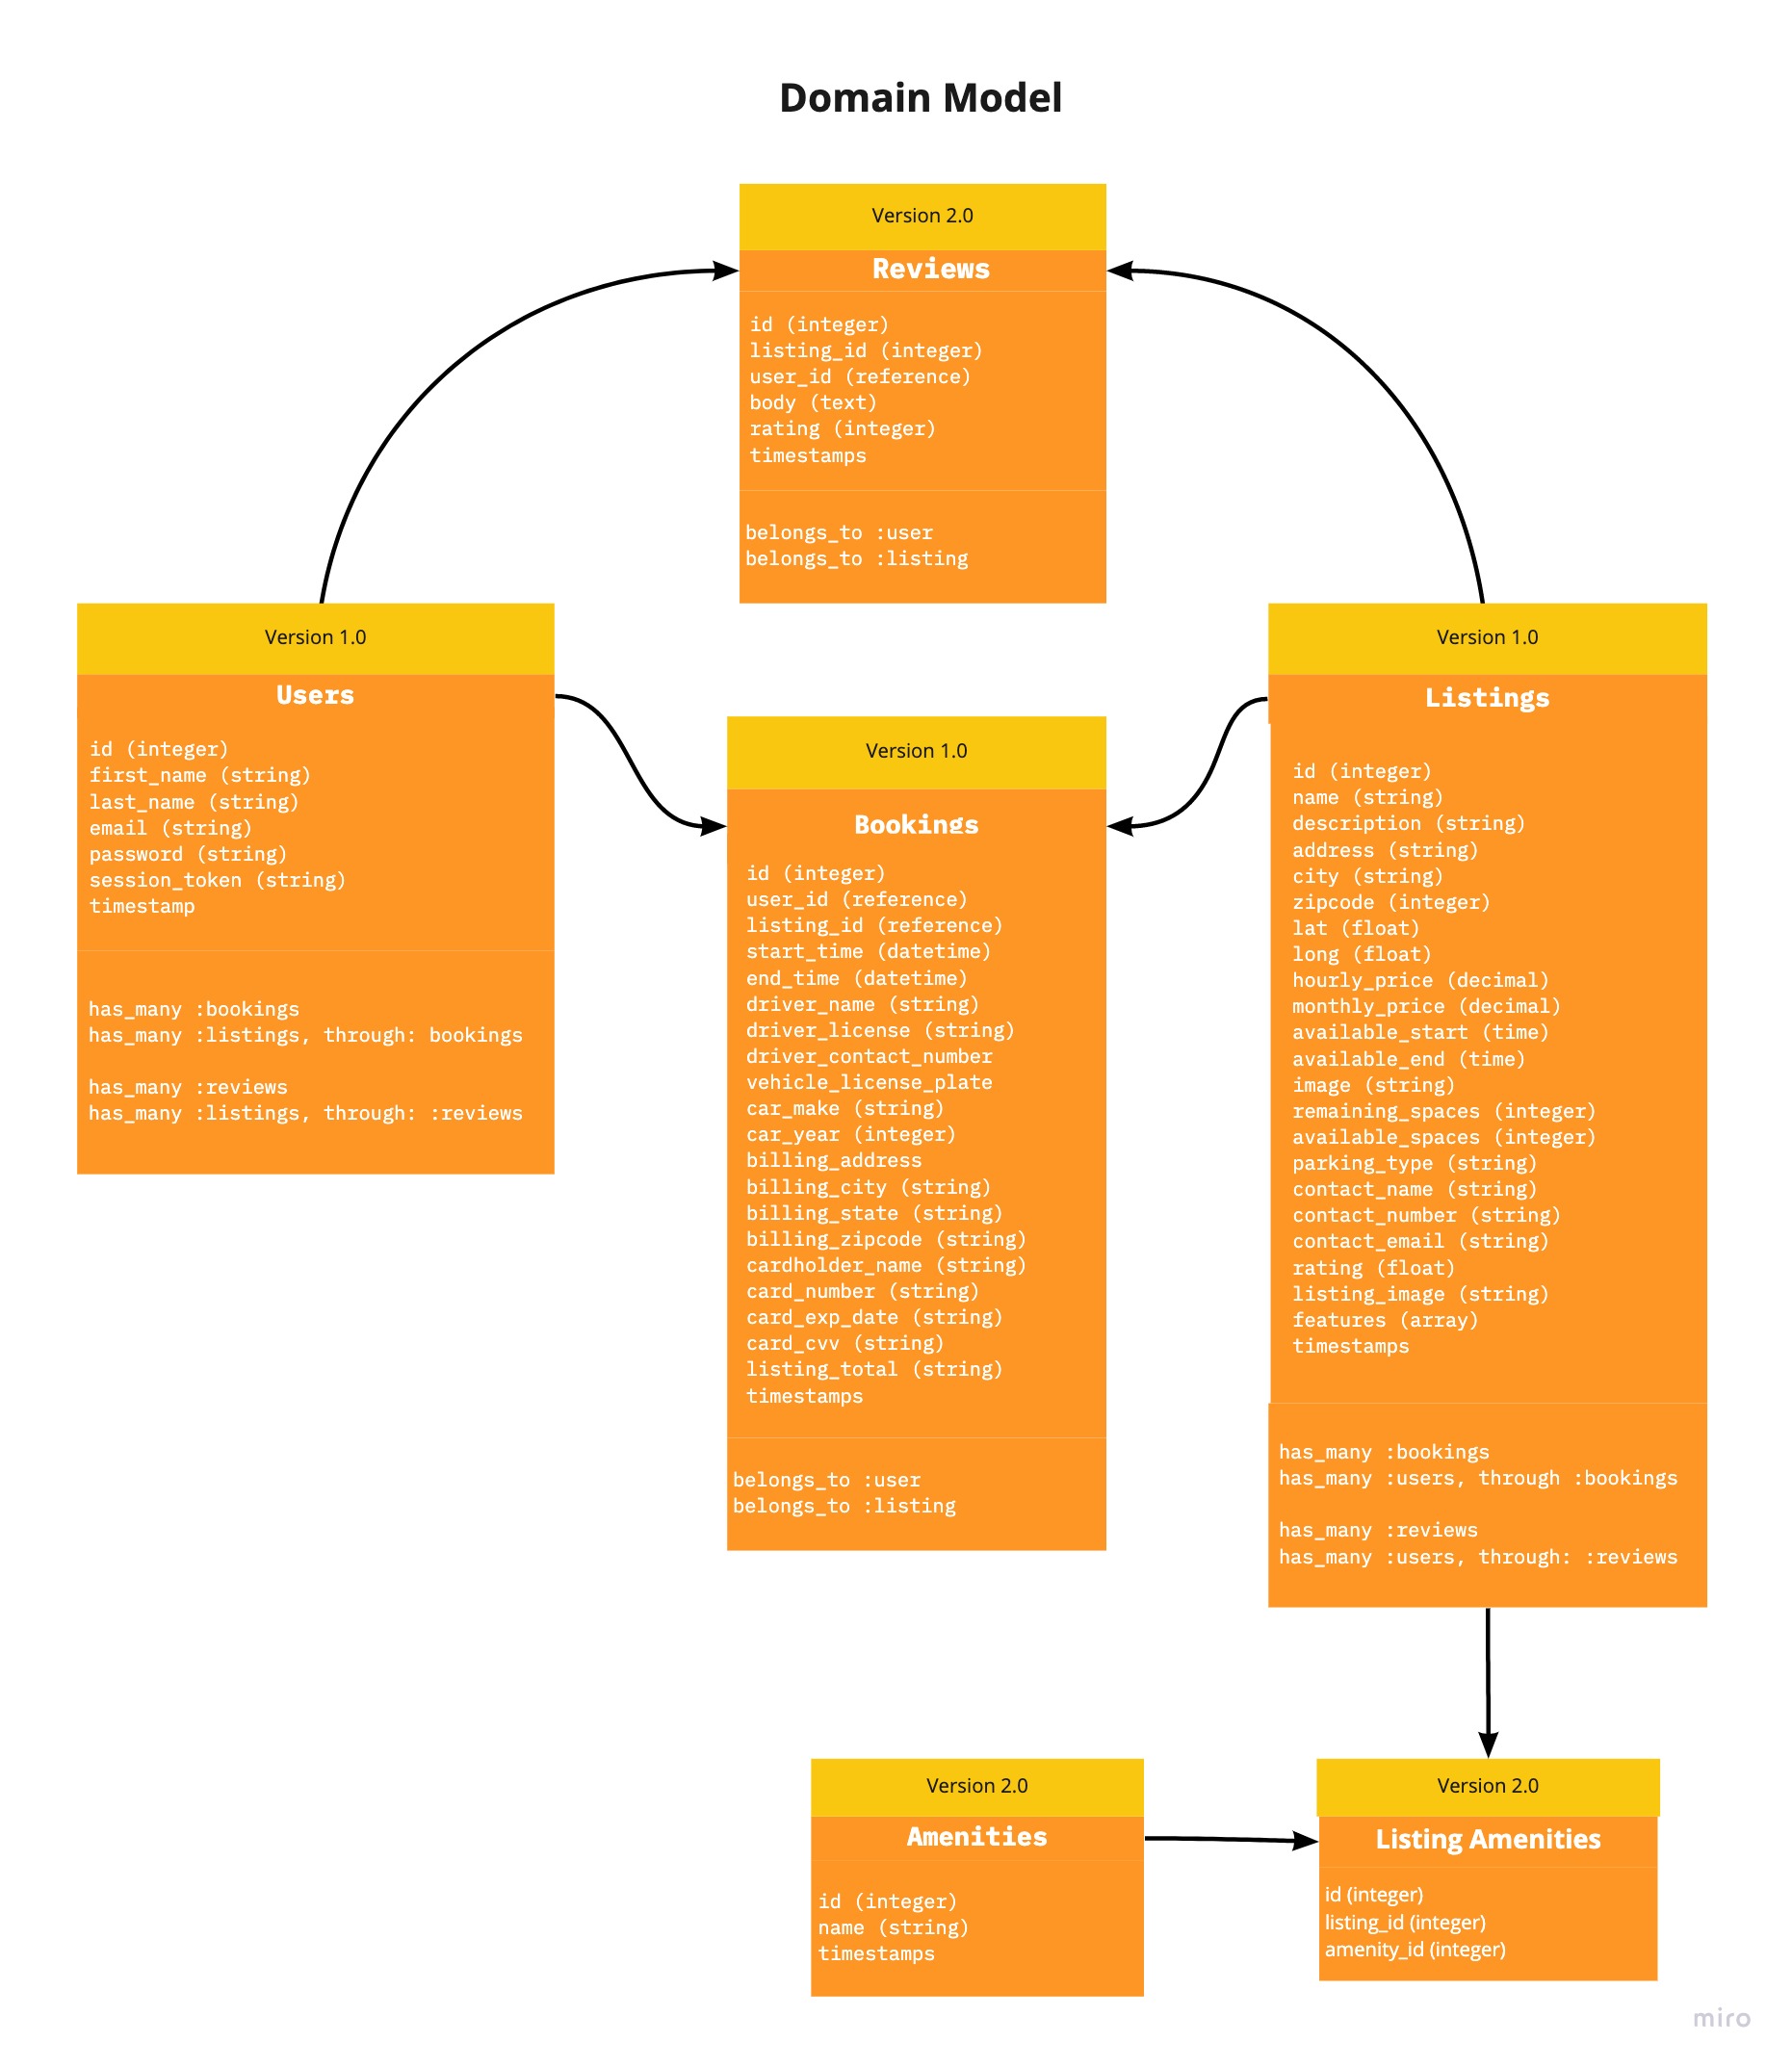 Domain Model
Version 2.0
Reviews
id (integer)
listing_id (integer)
user_id (reference)
body (text)
rating (integer)
timestamps
belongs_to :user
belongs_to :listing
Version 1.0
Users
id (integer)
first_name (string)
last_name (string)
email (string)
password (string)
session_token (string)
timestamp
has_many :bookings
has_many :listings, through: bookings
has_many :reviews
has_many :listings, through: :reviews
Version 1.0
Bookings
id (integer)
user_id (reference)
listing_id (reference)
start_time (datetime)
end_time (datetime)
driver_name (string)
driver_license (string)
driver_contact_number
vehicle_license_plate
car_make (string)
car_year (integer)
billing_address
billing_city (string)
billing_state (string)
billing_zipcode (string)
cardholder_name (string)
card_number (string)
card_exp_date (string)
card_cvv (string)
listing_total (string)
timestamps
belongs_to :user
belongs_to :listing
Version 1.0
Listings
id (integer)
name (string)
description (string)
address (string)
city (string)
zipcode (integer)
lat (float)
long (float)
hourly_price (decimal)
monthly_price (decimal)
available_start (time)
available_end (time)
image (string)
remaining_spaces (integer)
available_spaces (integer)
parking_type (string)
contact_name (string)
contact_number (string)
contact_email (string)
rating (float)
listing_image (string)
features (array)
timestamps
has_many :bookings
has_many :users, through :bookings
has_many :reviews
has_many :users, through: :reviews
Version 2.0
Amenities
id (integer)
name (string)
timestamps
Version 2.0
Listing Amenities
id (integer)
listing_id (integer)
amenity_id (integer)
miro